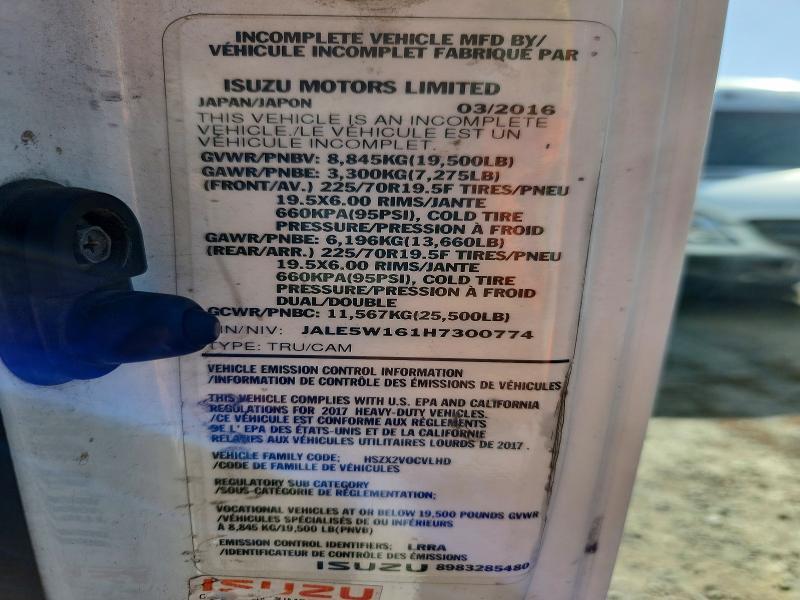 INCOMPLETE VEHICLE MFD BY/
VÉHICULE INCOMPLET FABRIQUE PAR
ISUZU MOTORS LIMITED
JAPAN/JAPON 03/2016
THIS VEHICLE IS AN INCOMPLETE
VEHICLE./LE VÉHICULE EST UN
VÉHICULE INCOMPLET.
GVWR/PNBV: 8,845KG(19,500LB)
GAWR/PNBE: 3,300KG(7,275LB)
(FRONT/AV.) 225/70R19.5F TIRES/PNEU
19.5X6.00 RIMS/JANTE
660KPA(95PSI), COLD TIRE
PRESSURE/PRESSION À FROID
GAWR/PNBE: 6,196KG(13,660LB)
(REAR/ARR.) 225/70R19.5F TIRES/PNEU
19.5X6.00 RIMS/JANTE
660KPA(95PSI), COLD TIRE
PRESSURE/PRESSION À FROID
DUAL/DOUBLE
GCWR/PNBC: 11,567KG(25,500LB)
IN/NIV: JALE5W161H7300774
TYPE: TRU/CAM
VEHICLE EMISSION CONTROL INFORMATION
/INFORMATION DE CONTRÔLE DES ÉMISSIONS DE VÉHICULES
THIS VEHICLE COMPLIES WITH U.S. EPA AND CALIFORNIA
REGULATIONS FOR 2017 HEAVY-DUTY VEHICLES.
/CE VÉHICULE EST CONFORME AUX RÈGLEMENTS
DE L' EPA DES ÉTATS-UNIS ET DE LA CALIFORNIE
RELATIFS AUX VÉHICULES UTILITAIRES LOURDS DE 2017.
VEHICLE FAMILY CODE: HSZX2VOCVLHD
/CODE DE FAMILLE DE VÉHICULES
REGULATORY SUB CATEGORY
/SOUS-CATÉGORIE DE RÉGLEMENTATION;
VOCATIONAL VEHICLES AT OR BELOW 19,500 POUNDS GVWR
/VÉHICULES SPÉCIALISÉS DE OU INFÉRIEURS
À 8,845 KG/19,500 LB(PNVB)
EMISSION CONTROL IDENTIFIERS; LRRA
/IDENTIFICATEUR DE CONTRÔLE DES ÉMISSIONS
ISUZU 8983285480
ISUZU